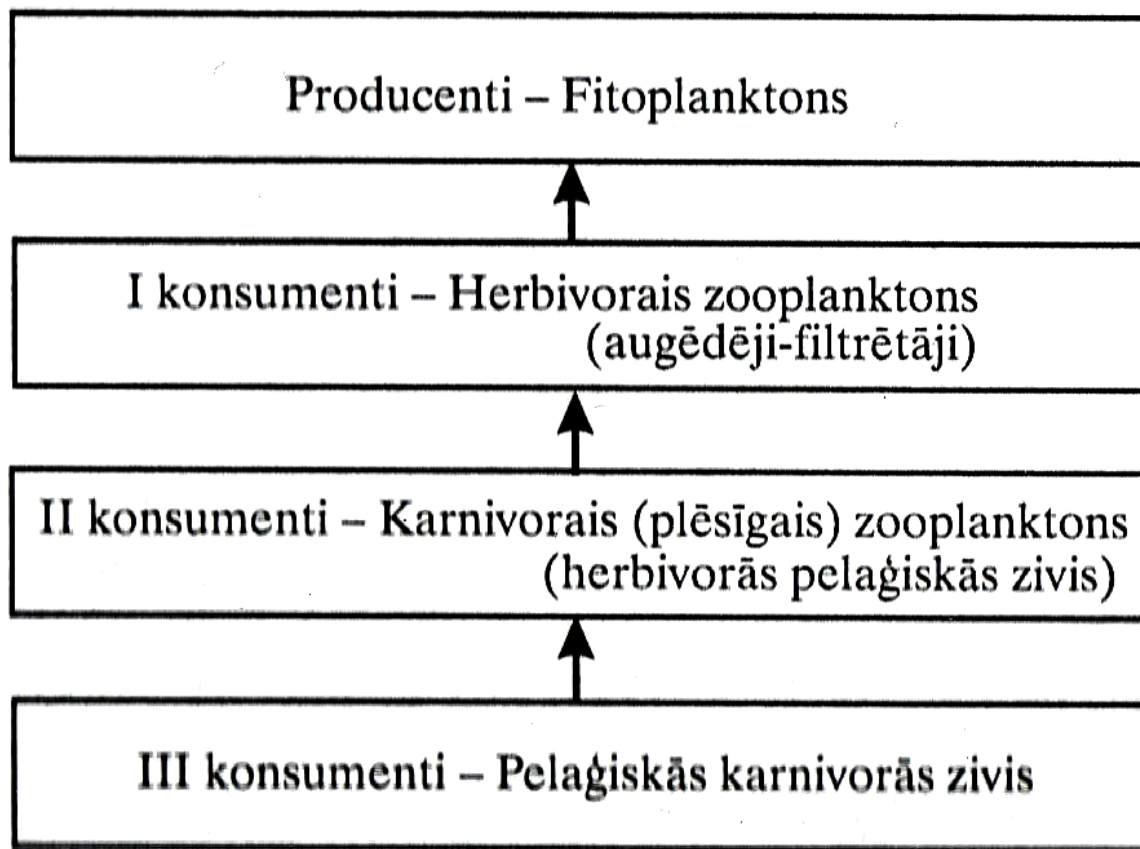 Producenti – Fitoplanktons
I konsumenti – Herbivorais zooplanktons
(augēdēji-filtrētāji)
II konsumenti – Karnivorais (plēsīgais) zooplanktons
(herbivorās pelaģiskās zivis)
III konsumenti – Pelaģiskās karnivorās zivis